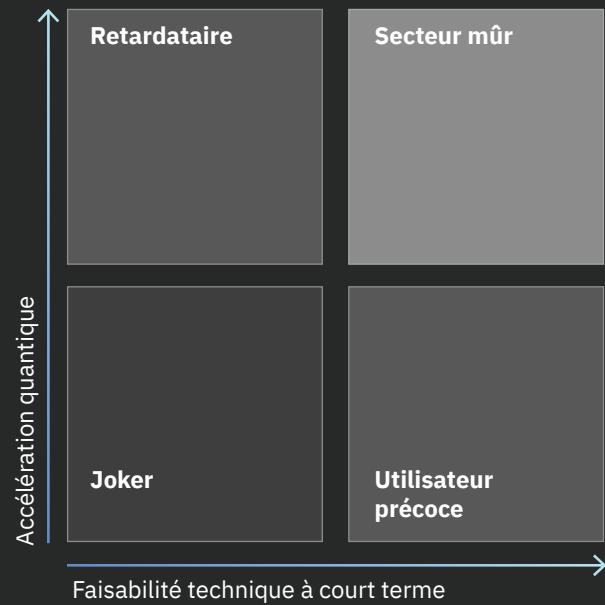 Retardataire
Secteur mûr
Accélération quantique
Joker
Utilisateur
précoce
Faisabilité technique à court terme